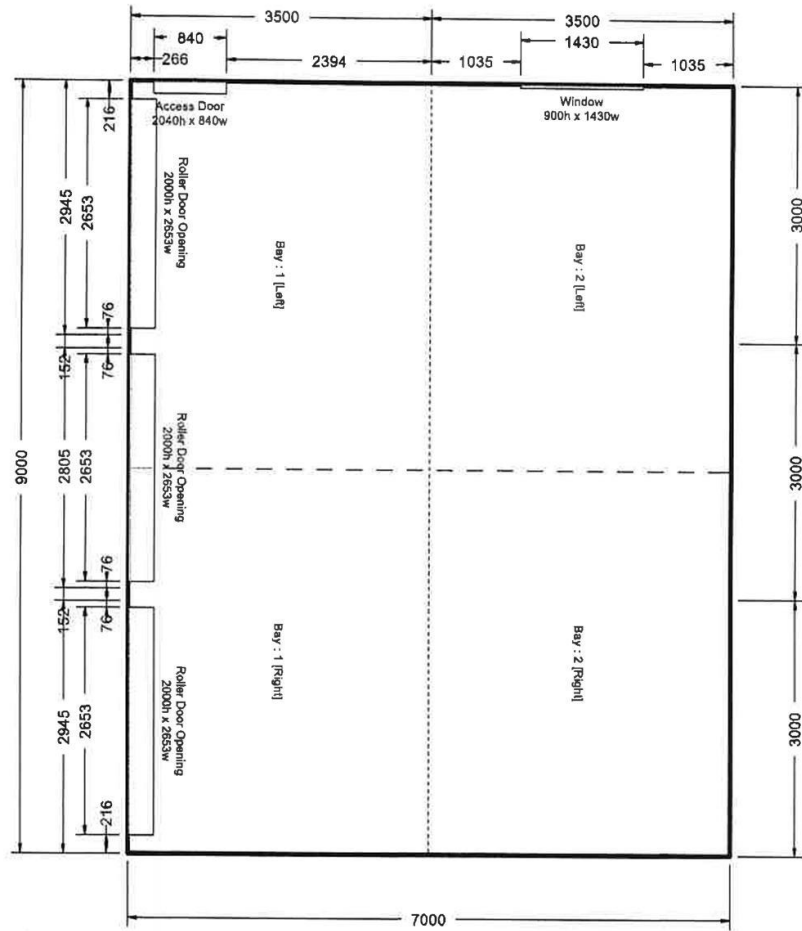 3500
3500
840
1430
266
2394
1035
1035
Access Door
2040h x 840w
Window
900h x 1430w
216
2945
2653
Roller Door Opening
2000h x 2653w
Bay : 1 [Left]
Bay : 2 [Left]
3000
76
152
76
9000
2805
2653
Roller Door Opening
2000h x 2653w
3000
76
152
76
2945
2653
Roller Door Opening
2000h x 2653w
Bay : 1 [Right]
Bay : 2 [Right]
3000
216
7000